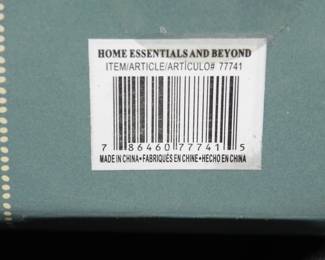 HOME ESSENTIALS AND BEYOND
ITEM/ARTICLE/ARTÍCULO# 77741
7 86460 77741 5
MADE IN CHINA•FABRIQUÉS EN CHINE•HECHO EN CHINA